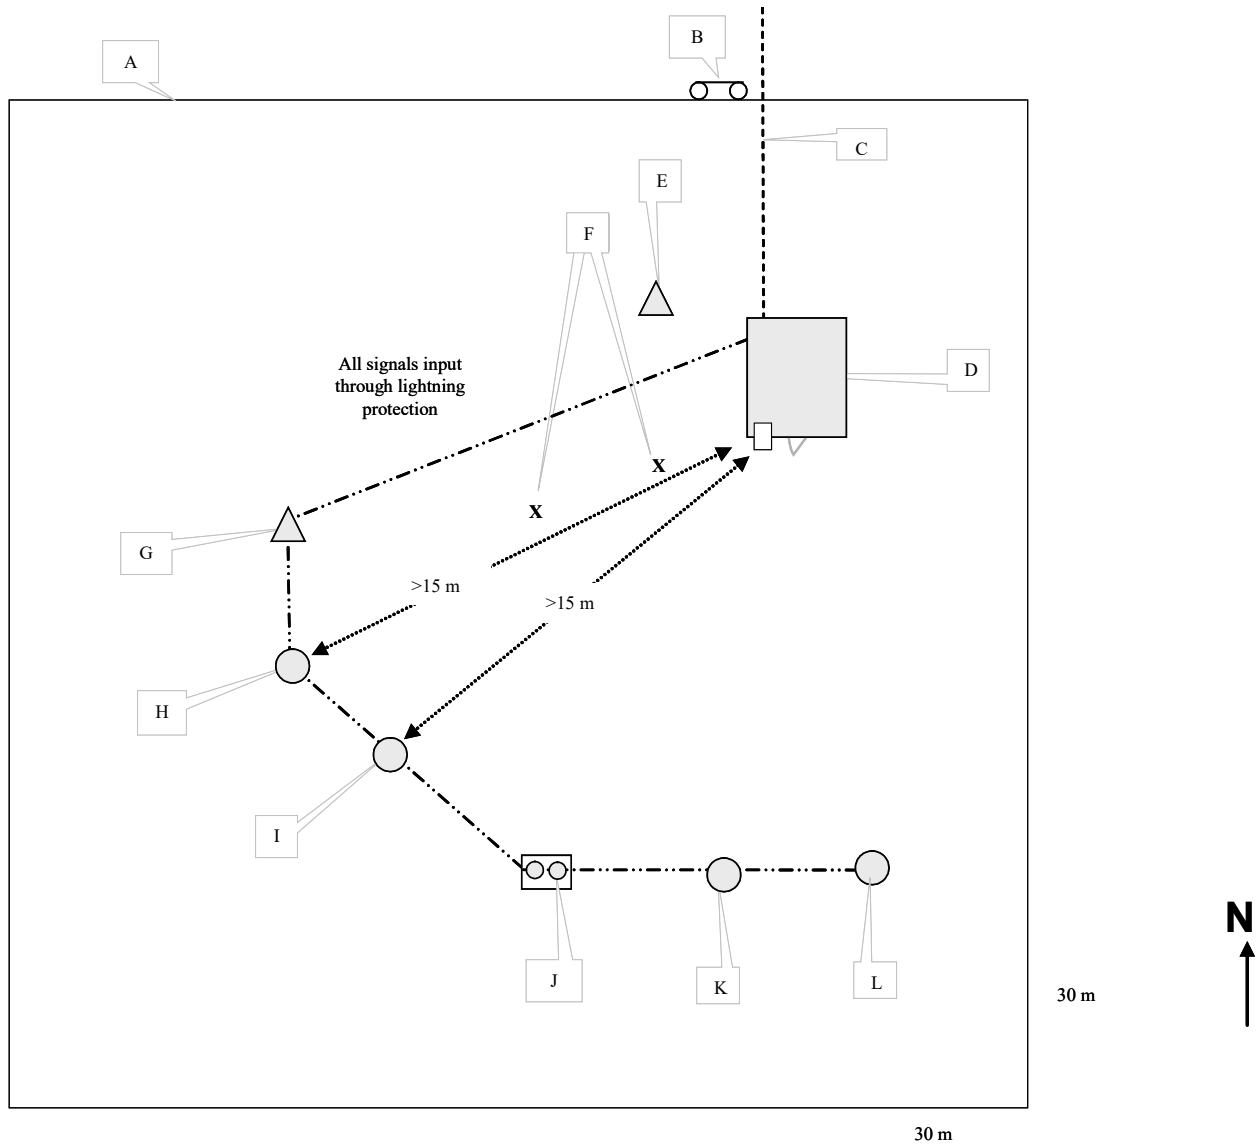 B
A
C
E
F
All signals input
through lightning
protection
D
X
X
G
>15 m
>15 m
H
I
N
J
K
L
30 m
30 m